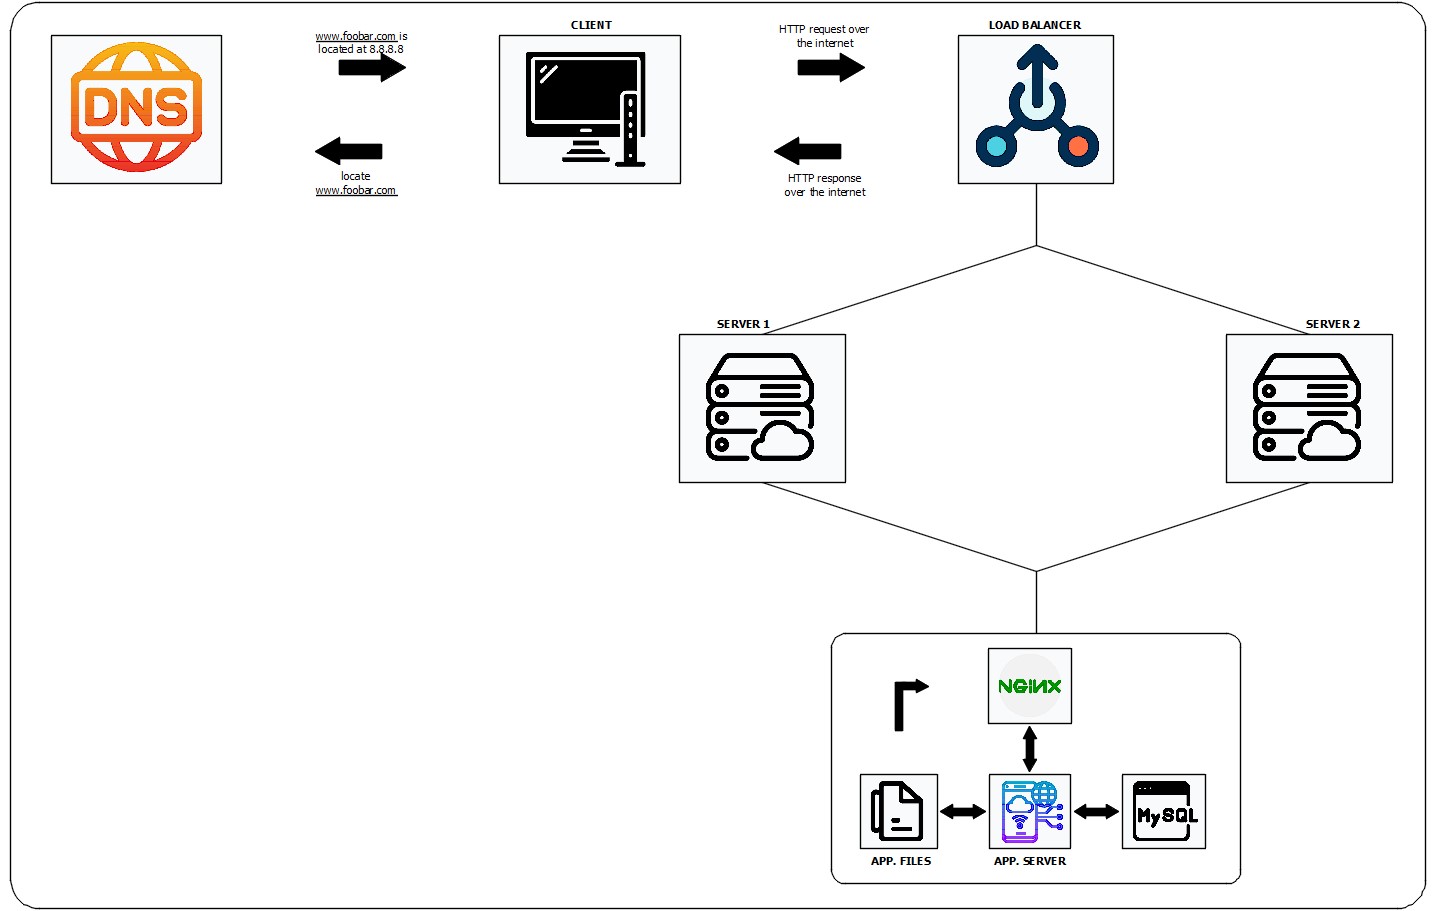 www.foobar.com is
located at 8.8.8.8
CLIENT
HTTP request over
the internet
LOAD BALANCER
DNS
locate
www.foobar.com
HTTP response
over the internet
SERVER 1
SERVER 2
NGINX
MySQL
APP. FILES
APP. SERVER